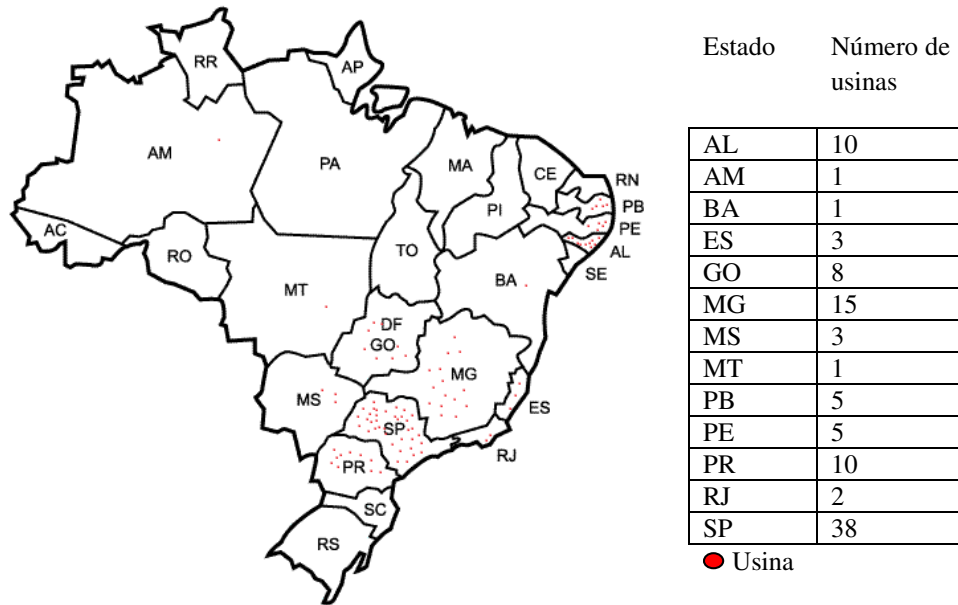 RR
AP
AM
PA
MA
CE
RN
PB
PI
PE
AC
AL
TO
RO
SE
BA
MT
DF
GO
MG
MS
ES
SP
RJ
PR
SC
RS
Estado Número de
usinas
AL 10
AM 1
BA 1
ES 3
GO 8
MG 15
MS 3
MT 1
PB 5
PE 5
PR 10
RJ 2
SP 38
Usina